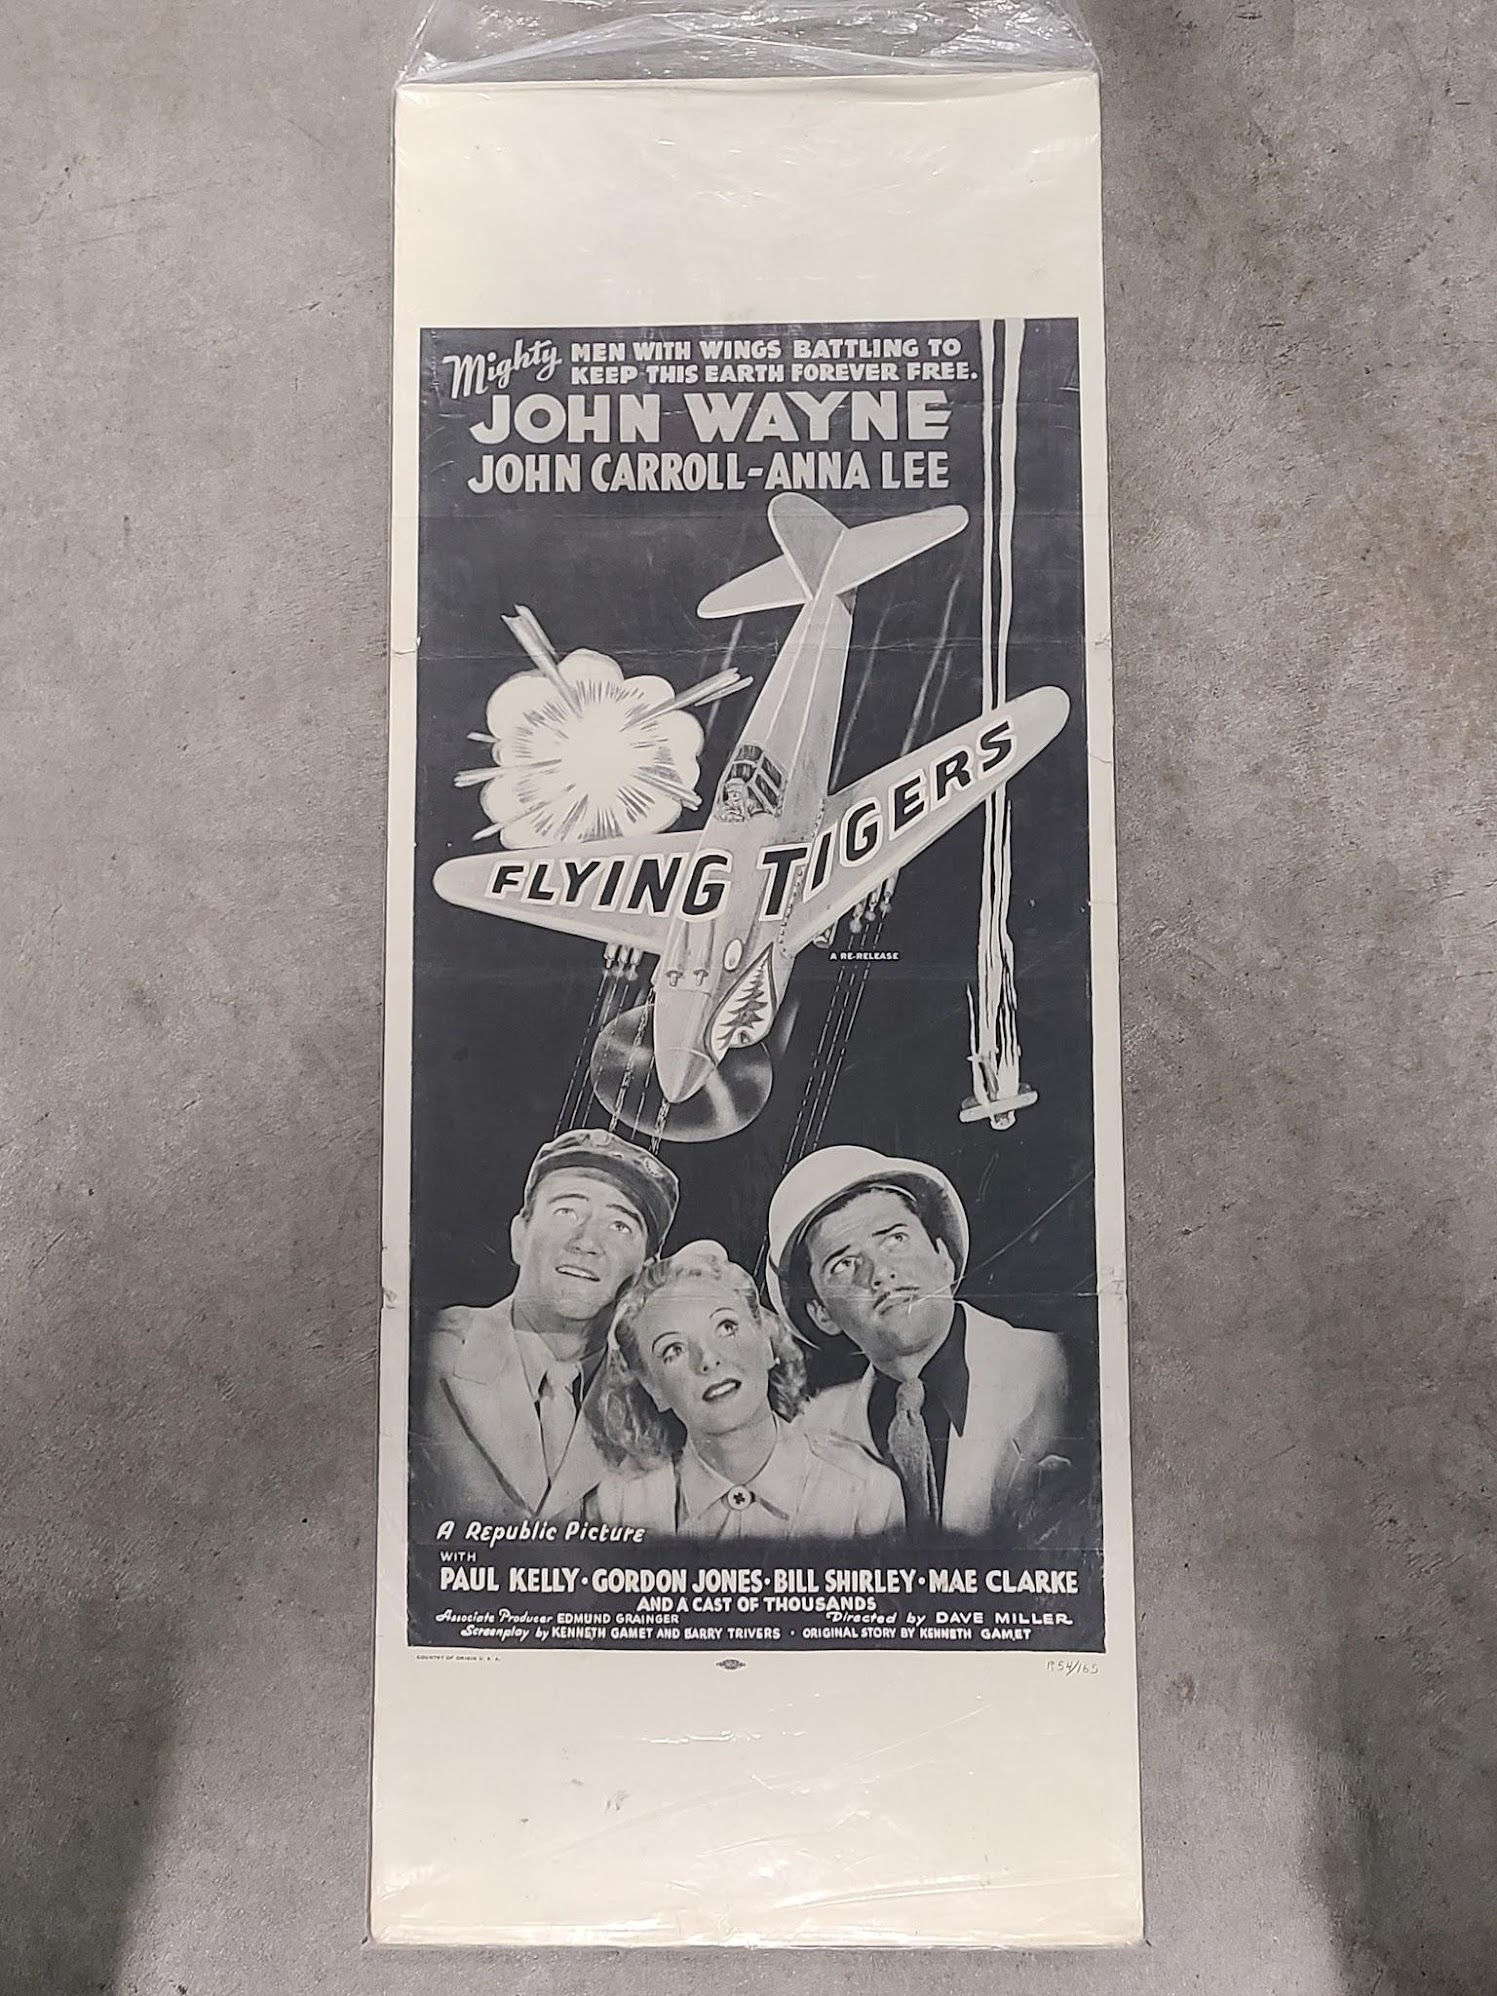 Mighty MEN WITH WINGS BATTLING TO
KEEP THIS EARTH FOREVER FREE.
JOHN WAYNE
JOHN CARROLL-ANNA LEE
FLYING TIGERS
A RE-RELEASE
A Republic Picture
WITH
PAUL KELLY·GORDON JONES·BILL SHIRLEY·MAE CLARKE
AND A CAST OF THOUSANDS
Associate Producer EDMUND GRAINGER Directed by DAVE MILLER
Screenplay by KENNETH GAMET AND BARRY TRIVERS · ORIGINAL STORY BY KENNETH GAMET
COUNTRY OF ORIGIN U. S. A.
R54/165